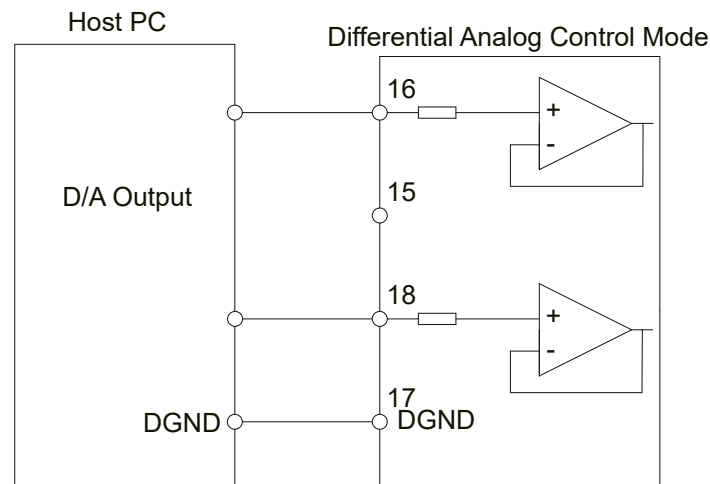 Host PC
Differential Analog Control Mode
16
+
-
15
D/A Output
18
+
-
17
DGND
DGND